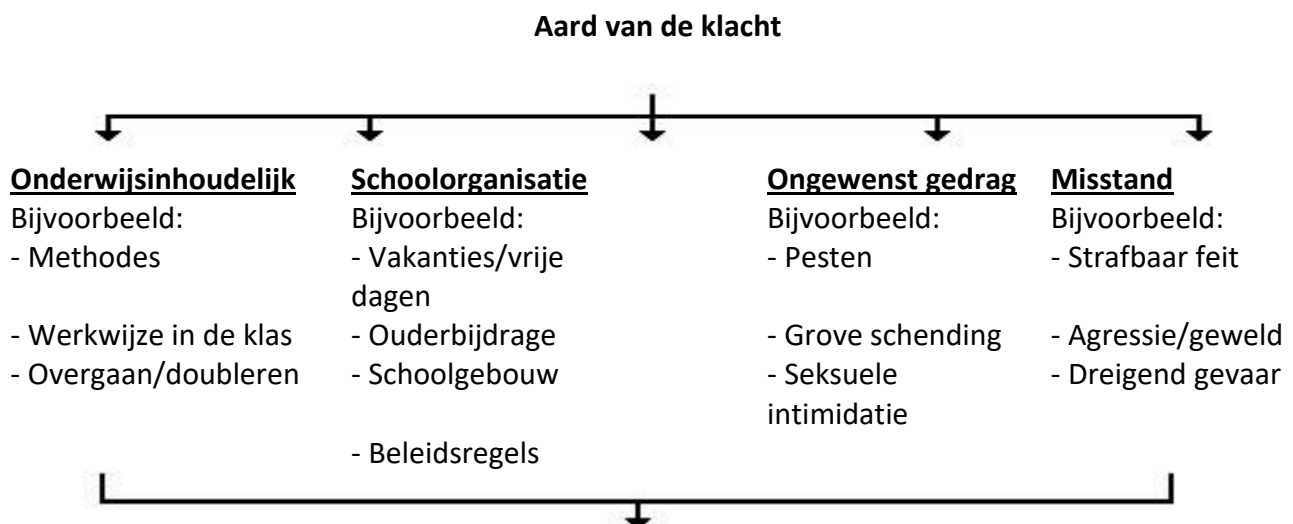 Aard van de klacht
Onderwijsinhoudelijk
Bijvoorbeeld:
- Methodes
- Werkwijze in de klas
- Overgaan/doubleren
Schoolorganisatie
Bijvoorbeeld:
- Vakanties/vrije
dagen
- Ouderbijdrage
- Schoolgebouw
- Beleidsregels
Ongewenst gedrag
Bijvoorbeeld:
- Pesten
- Grove schending
- Seksuele
intimidatie
Misstand
Bijvoorbeeld:
- Strafbaar feit
- Agressie/geweld
- Dreigend gevaar